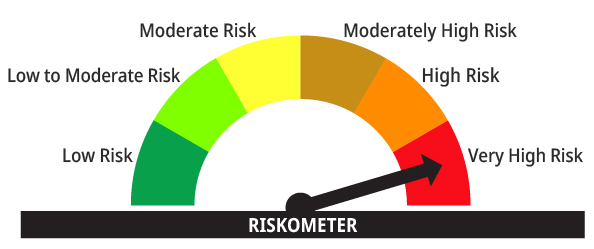 Moderate Risk
Moderately High Risk
Low to Moderate Risk
High Risk
Low Risk
Very High Risk
RISKOMETER